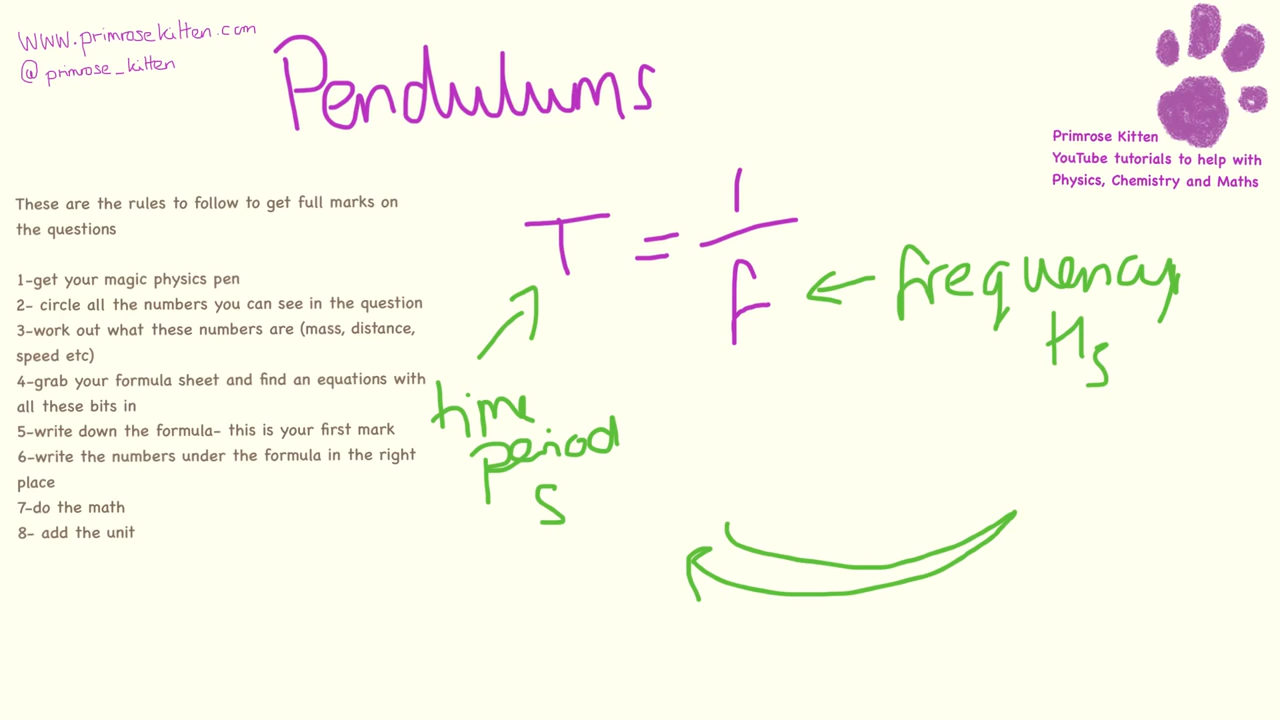 www.primrosekitten.com
@primrose_kitten
Pendulums
Primrose Kitten
YouTube tutorials to help with
Physics, Chemistry and Maths
These are the rules to follow to get full marks on
the questions
1-get your magic physics pen
2- circle all the numbers you can see in the question
3-work out what these numbers are (mass, distance,
speed etc)
4-grab your formula sheet and find an equations with
all these bits in
5-write down the formula- this is your first mark
6-write the numbers under the formula in the right
place
7-do the math
8- add the unit
T = 1/F
frequency
Hz
time
period
s